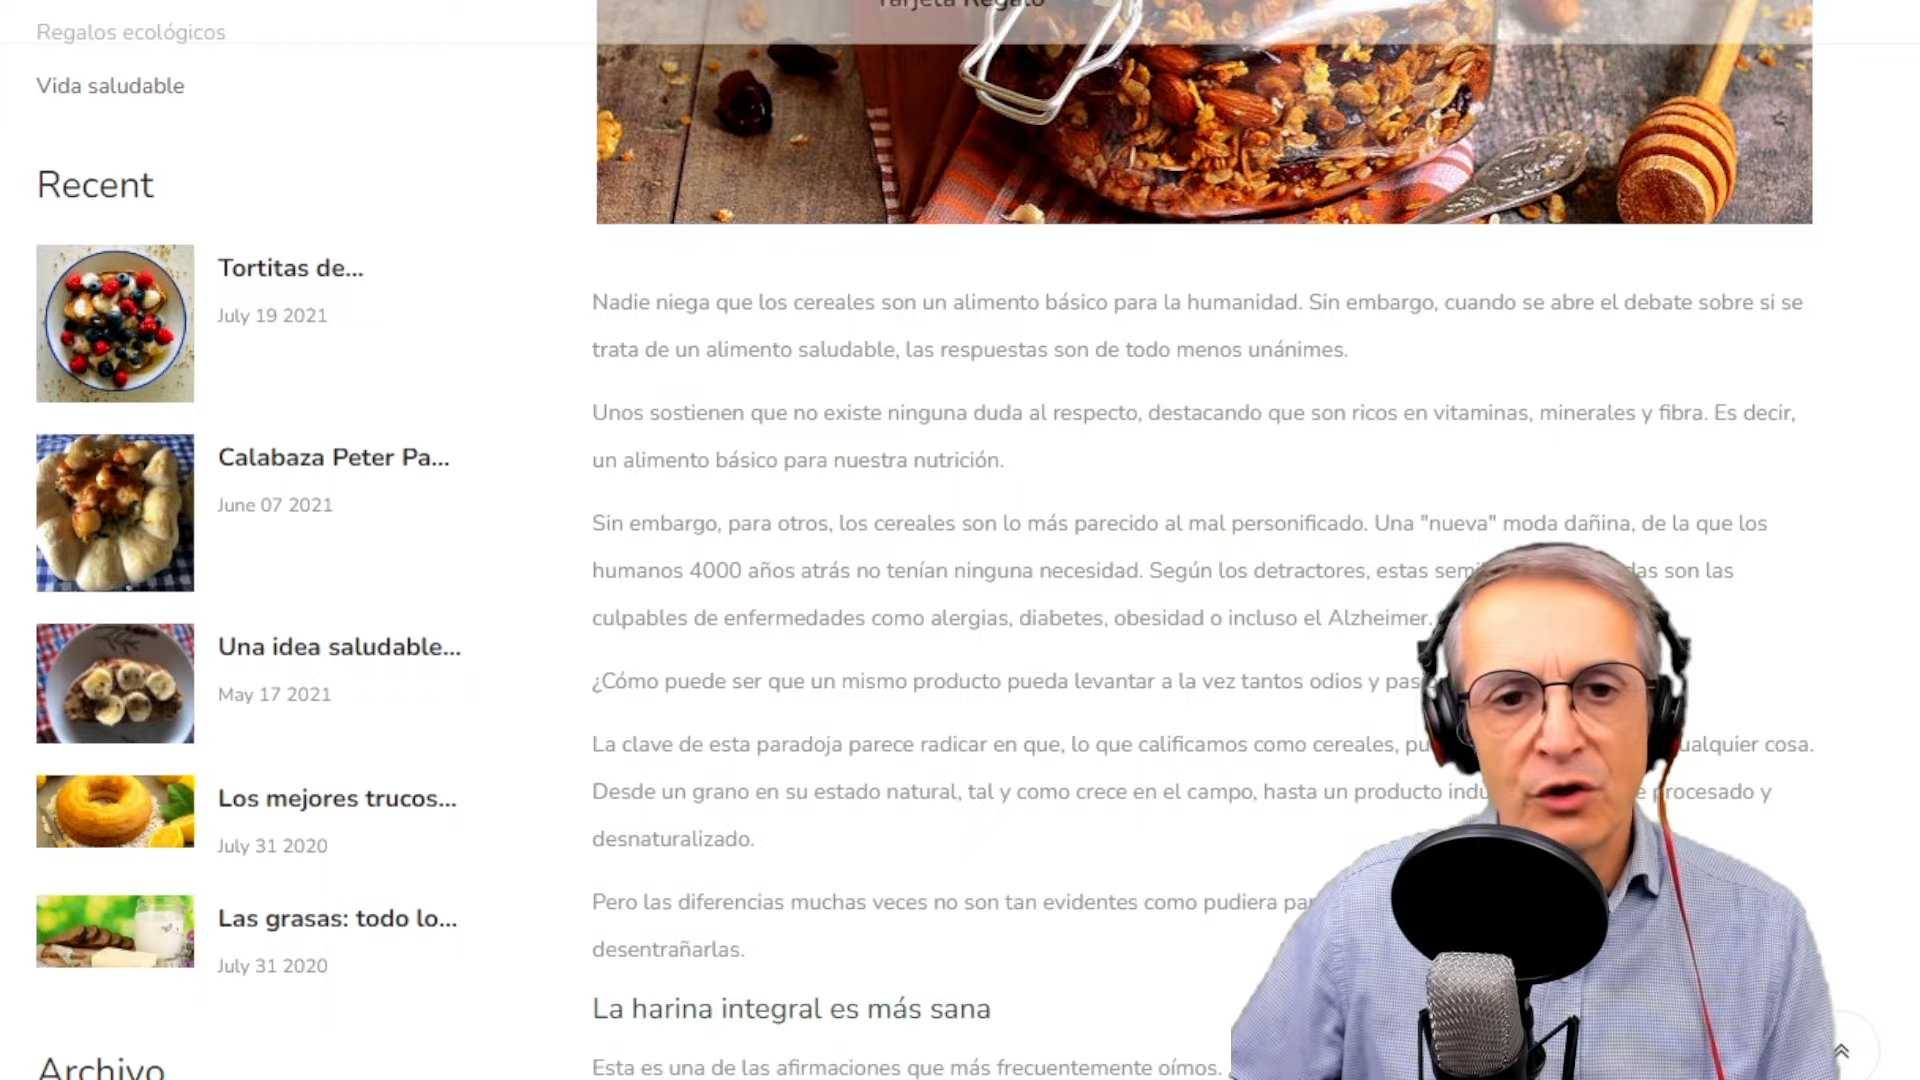 Regalos ecológicos
Vida saludable
Recent
Tortitas de...
July 19 2021
Calabaza Peter Pa...
June 07 2021
Una idea saludable...
May 17 2021
Los mejores trucos...
July 31 2020
Las grasas: todo lo...
July 31 2020
Archivo
Tarjeta Regalo
Nadie niega que los cereales son un alimento básico para la humanidad. Sin embargo, cuando se abre el debate sobre si se
trata de un alimento saludable, las respuestas son de todo menos unánimes.
Unos sostienen que no existe ninguna duda al respecto, destacando que son ricos en vitaminas, minerales y fibra. Es decir,
un alimento básico para nuestra nutrición.
Sin embargo, para otros, los cereales son lo más parecido al mal personificado. Una "nueva" moda dañina, de la que los
humanos 4000 años atrás no tenían ninguna necesidad. Según los detractores, estas son las
culpables de enfermedades como alergias, diabetes, obesidad o incluso el Alzheimer.
¿Cómo puede ser que un mismo producto pueda levantar a la vez tantos odios y
La clave de esta paradoja parece radicar en que, lo que calificamos como cereales, cosa.
Desde un grano en su estado natural, tal y como crece en el campo, hasta un producto procesado y
desnaturalizado.
Pero las diferencias muchas veces no son tan evidentes como pudiera
desentrañarlas.
La harina integral es más sana
Esta es una de las afirmaciones que más frecuentemente oímos.